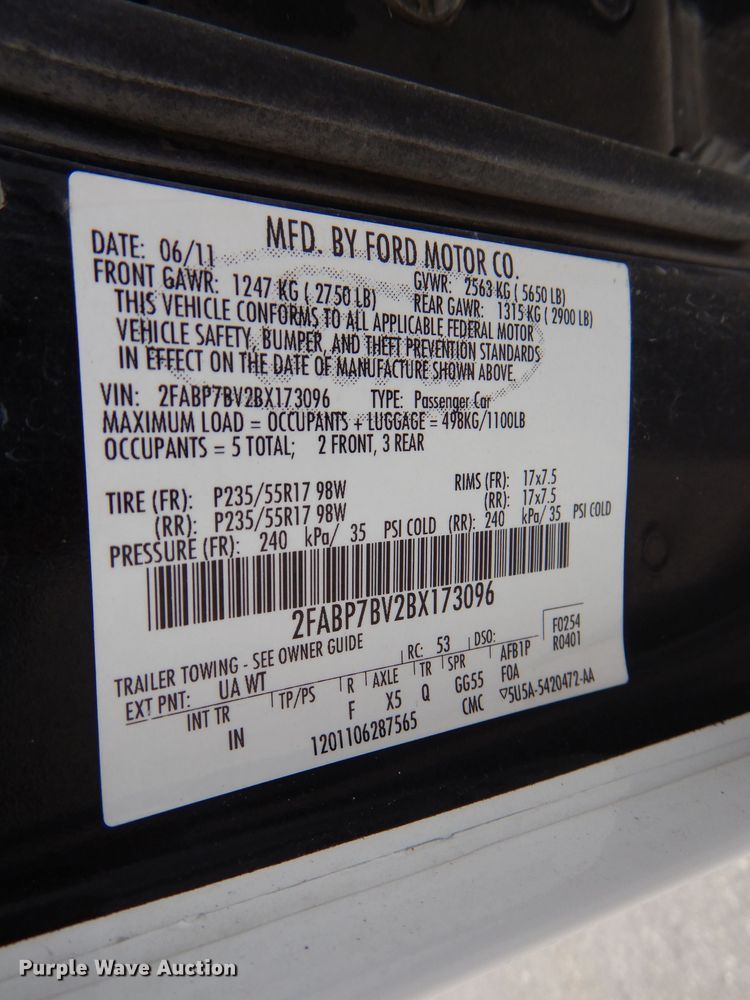 MFD. BY FORD MOTOR CO.
DATE: 06/11 GVWR: 2563 KG ( 5650 LB)
FRONT GAWR: 1247 KG ( 2750 LB) REAR GAWR: 1315 KG ( 2900 LB)
THIS VEHICLE CONFORMS TO ALL APPLICABLE FEDERAL MOTOR
VEHICLE SAFETY, BUMPER, AND THEFT PREVENTION STANDARDS
IN EFFECT ON THE DATE OF MANUFACTURE SHOWN ABOVE.
VIN: 2FABP7BV2BX173096 TYPE: Passenger Car
MAXIMUM LOAD = OCCUPANTS + LUGGAGE = 498KG/1100LB
OCCUPANTS = 5 TOTAL; 2 FRONT, 3 REAR
TIRE (FR): P235/55R17 98W RIMS (FR): 17x7.5
(RR): P235/55R17 98W (RR): 17x7.5
PRESSURE (FR): 240 kPa/ 35 PSI COLD (RR): 240 kPa/ 35 PSI COLD
2FABP7BV2BX173096
F0254
TRAILER TOWING - SEE OWNER GUIDE RC: 53 DSO: R0401
EXT PNT: UA WT AFB1P
INT TR TP/PS R AXLE TR SPR F0A
IN F X5 Q GG55
1201106287565 CMC 5U5A-5420472-AA
Purple Wave Auction